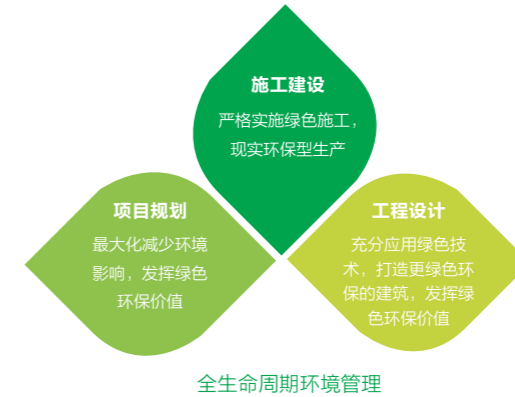 施工建设
严格实施绿色施工，
现实环保型生产
项目规划
最大化减少环境
影响，发挥绿色
环保价值
工程设计
充分应用绿色技
术，打造更绿色环
保的建筑，发挥绿
色环保价值
全生命周期环境管理